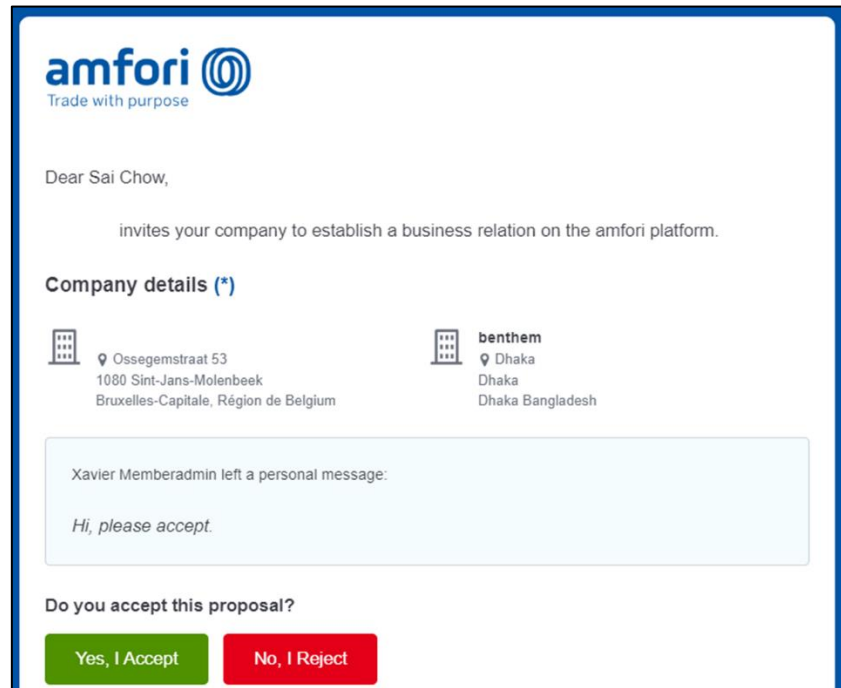 amfori
Trade with purpose
Dear Sai Chow,
invites your company to establish a business relation on the amfori platform.
Company details (*)
Ossegemstraat 53
1080 Sint-Jans-Molenbeek
Bruxelles-Capitale, Région de Belgium
benthem
Dhaka
Dhaka
Dhaka Bangladesh
Xavier Memberadmin left a personal message:
Hi, please accept.
Do you accept this proposal?
Yes, I Accept
No, I Reject